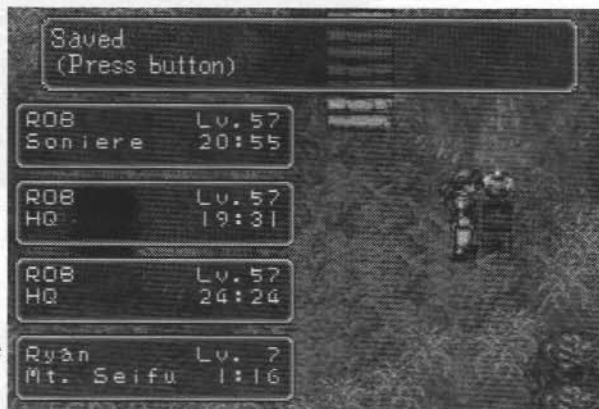 Saved
(Press button)
ROB Lv.57
Soniere 20:55
ROB Lv.57
HQ 19:31
ROB Lv.57
HQ 24:24
Ryan Lv. 7
Mt. Seifu 1:16